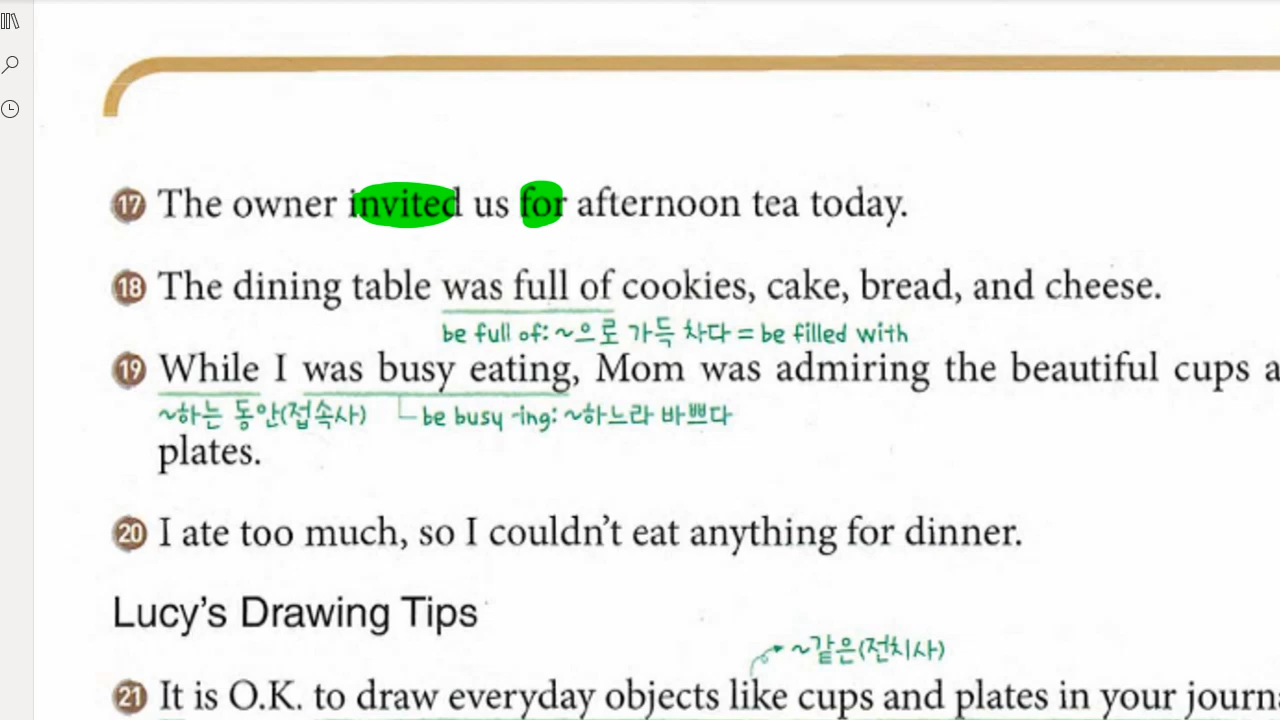 17 The owner invited us for afternoon tea today.
18 The dining table was full of cookies, cake, bread, and cheese.
be full of: ~으로 가득 차다 = be filled with
19 While I was busy eating, Mom was admiring the beautiful cups a
~하는 동안(접속사) be busy -ing: ~하느라 바쁘다
plates.
20 I ate too much, so I couldn't eat anything for dinner.
Lucy's Drawing Tips
~같은(전치사)
21 It is O.K. to draw everyday objects like cups and plates in your journa